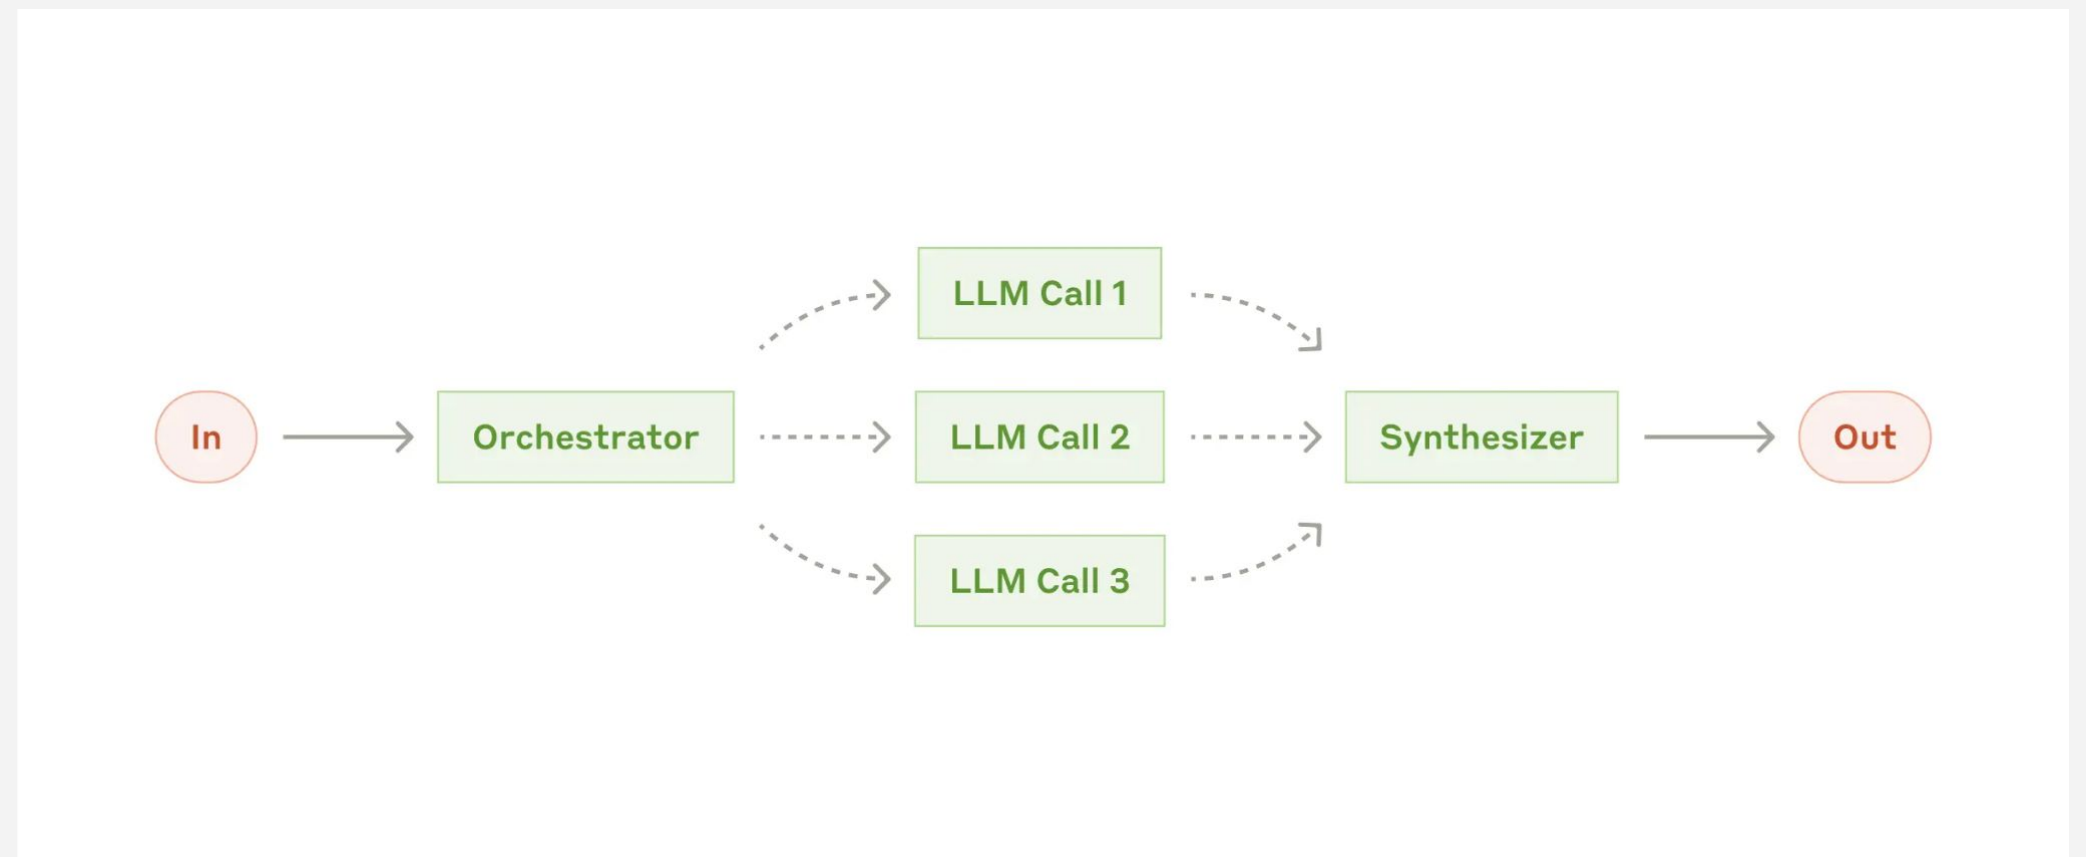 In
Orchestrator
LLM Call 1
LLM Call 2
LLM Call 3
Synthesizer
Out